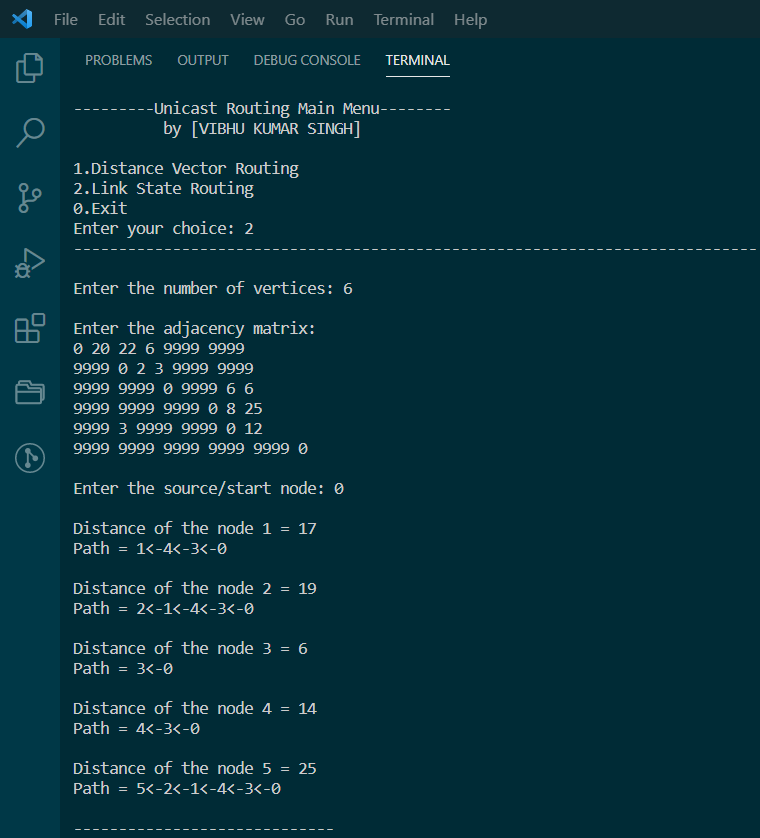 File Edit Selection View Go Run Terminal Help
PROBLEMS OUTPUT DEBUG CONSOLE TERMINAL
---------Unicast Routing Main Menu--------
by [VIBHU KUMAR SINGH]
1.Distance Vector Routing
2.Link State Routing
0.Exit
Enter your choice: 2
----------------------------------------------------------------------------
Enter the number of vertices: 6
Enter the adjacency matrix:
0 20 22 6 9999 9999
9999 0 2 3 9999 9999
9999 9999 0 9999 6 6
9999 9999 9999 0 8 25
9999 3 9999 9999 0 12
9999 9999 9999 9999 9999 0
Enter the source/start node: 0
Distance of the node 1 = 17
Path = 1<-4<-3<-0
Distance of the node 2 = 19
Path = 2<-1<-4<-3<-0
Distance of the node 3 = 6
Path = 3<-0
Distance of the node 4 = 14
Path = 4<-3<-0
Distance of the node 5 = 25
Path = 5<-2<-1<-4<-3<-0
-----------------------------